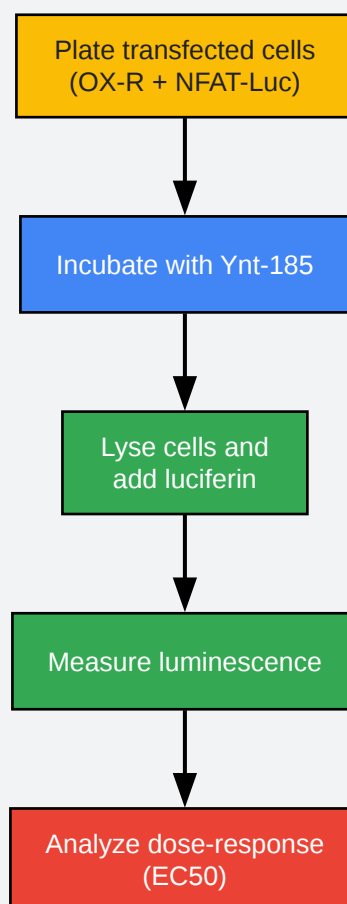 Plate transfected cells
(OX-R + NFAT-Luc)
Incubate with Ynt-185
Lyse cells and
add luciferin
Measure luminescence
Analyze dose-response
(EC50)